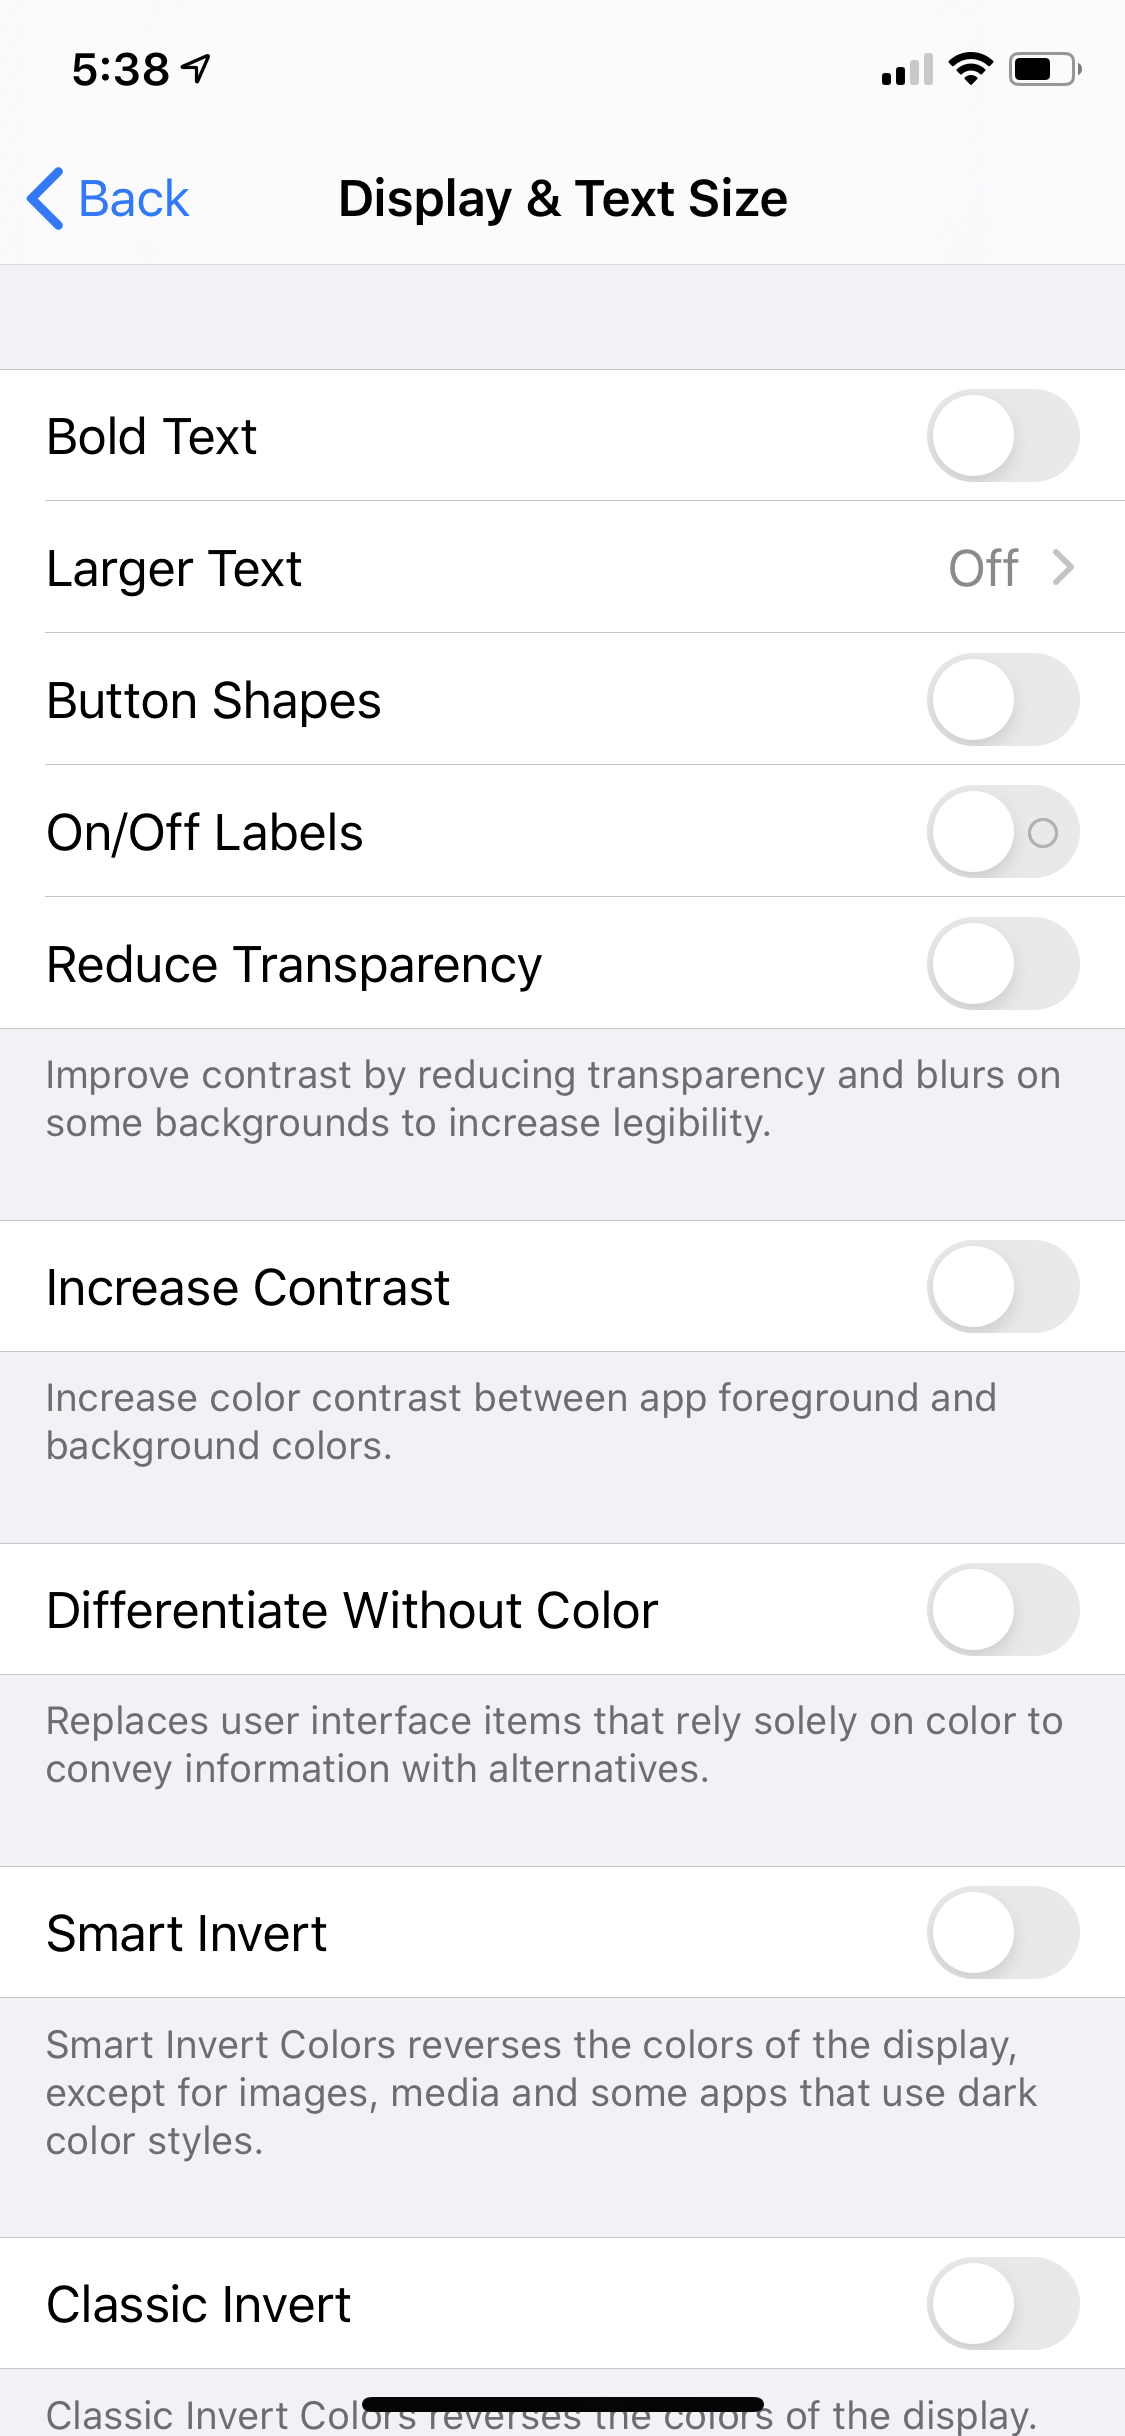 5:38
Back
Display & Text Size
Bold Text
Larger Text
Off
Button Shapes
On/Off Labels
Reduce Transparency
Improve contrast by reducing transparency and blurs on
some backgrounds to increase legibility.
Increase Contrast
Increase color contrast between app foreground and
background colors.
Differentiate Without Color
Replaces user interface items that rely solely on color to
convey information with alternatives.
Smart Invert
Smart Invert Colors reverses the colors of the display,
except for images, media and some apps that use dark
color styles.
Classic Invert
Classic Invert Colors reverses the colors of the display.